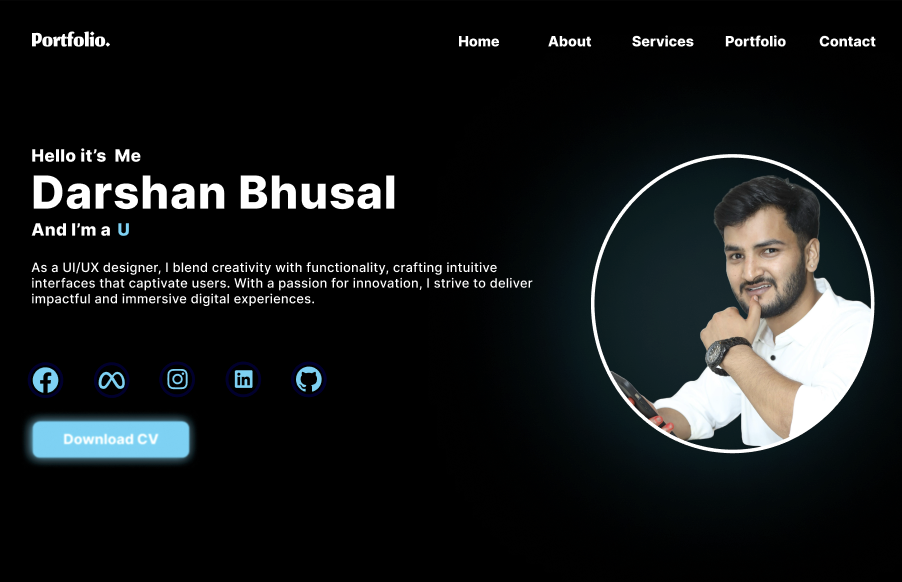 Portfolio.
Home About Services Portfolio Contact
Hello it's Me
Darshan Bhusal
And I'm a U
As a UI/UX designer, I blend creativity with functionality, crafting intuitive
interfaces that captivate users. With a passion for innovation, I strive to deliver
impactful and immersive digital experiences.
in
Download CV